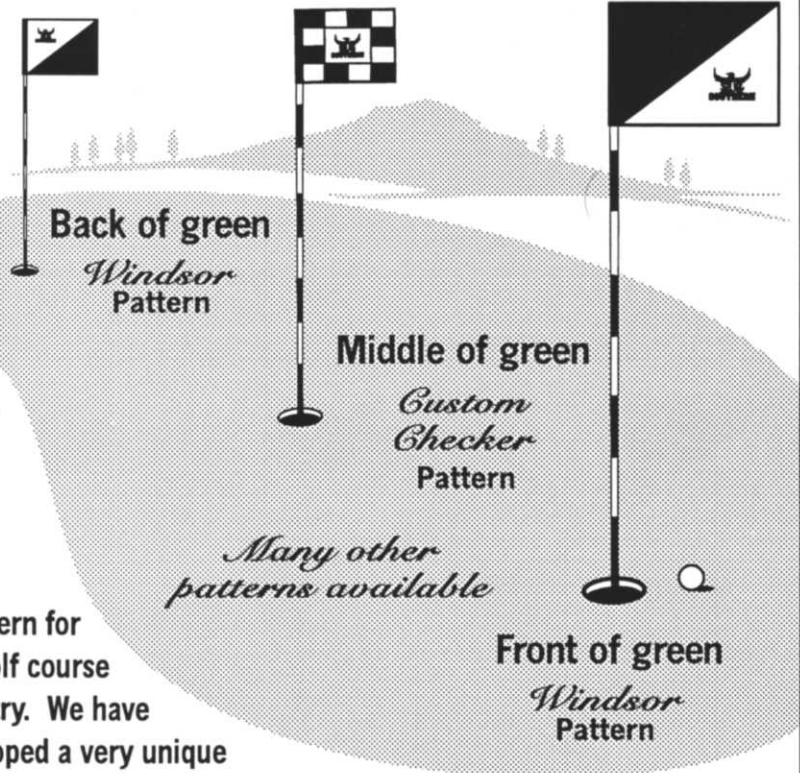 Back of green
Windsor
Pattern
Middle of green
Custom
Checker
Pattern
Many other
patterns available
Front of green
Windsor
Pattern
ern for
lf course
ry. We have
ped a very unique